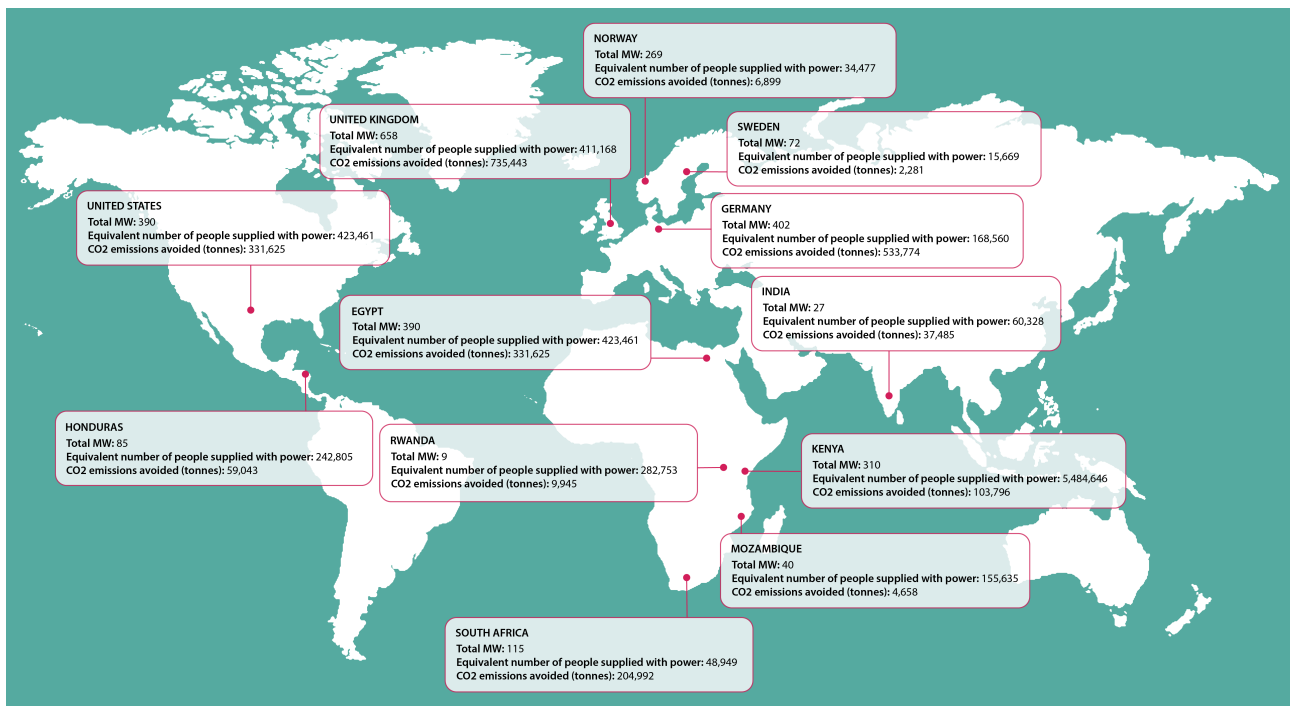 NORWAY
Total MW: 269
Equivalent number of people supplied with power: 34,477
CO2 emissions avoided (tonnes): 6,899
UNITED KINGDOM
Total MW: 658
Equivalent number of people supplied with power: 411,168
CO2 emissions avoided (tonnes): 735,443
SWEDEN
Total MW: 72
Equivalent number of people supplied with power: 15,669
CO2 emissions avoided (tonnes): 2,281
UNITED STATES
Total MW: 390
Equivalent number of people supplied with power: 423,461
CO2 emissions avoided (tonnes): 331,625
GERMANY
Total MW: 402
Equivalent number of people supplied with power: 168,560
CO2 emissions avoided (tonnes): 533,774
INDIA
Total MW: 27
Equivalent number of people supplied with power: 60,328
CO2 emissions avoided (tonnes): 37,485
EGYPT
Total MW: 390
Equivalent number of people supplied with power: 423,461
CO2 emissions avoided (tonnes): 331,625
HONDURAS
Total MW: 85
Equivalent number of people supplied with power: 242,805
CO2 emissions avoided (tonnes): 59,043
RWANDA
Total MW: 9
Equivalent number of people supplied with power: 282,753
CO2 emissions avoided (tonnes): 9,945
KENYA
Total MW: 310
Equivalent number of people supplied with power: 5,484,646
CO2 emissions avoided (tonnes): 103,796
MOZAMBIQUE
Total MW: 40
Equivalent number of people supplied with power: 155,635
CO2 emissions avoided (tonnes): 4,658
SOUTH AFRICA
Total MW: 115
Equivalent number of people supplied with power: 48,949
CO2 emissions avoided (tonnes): 204,992